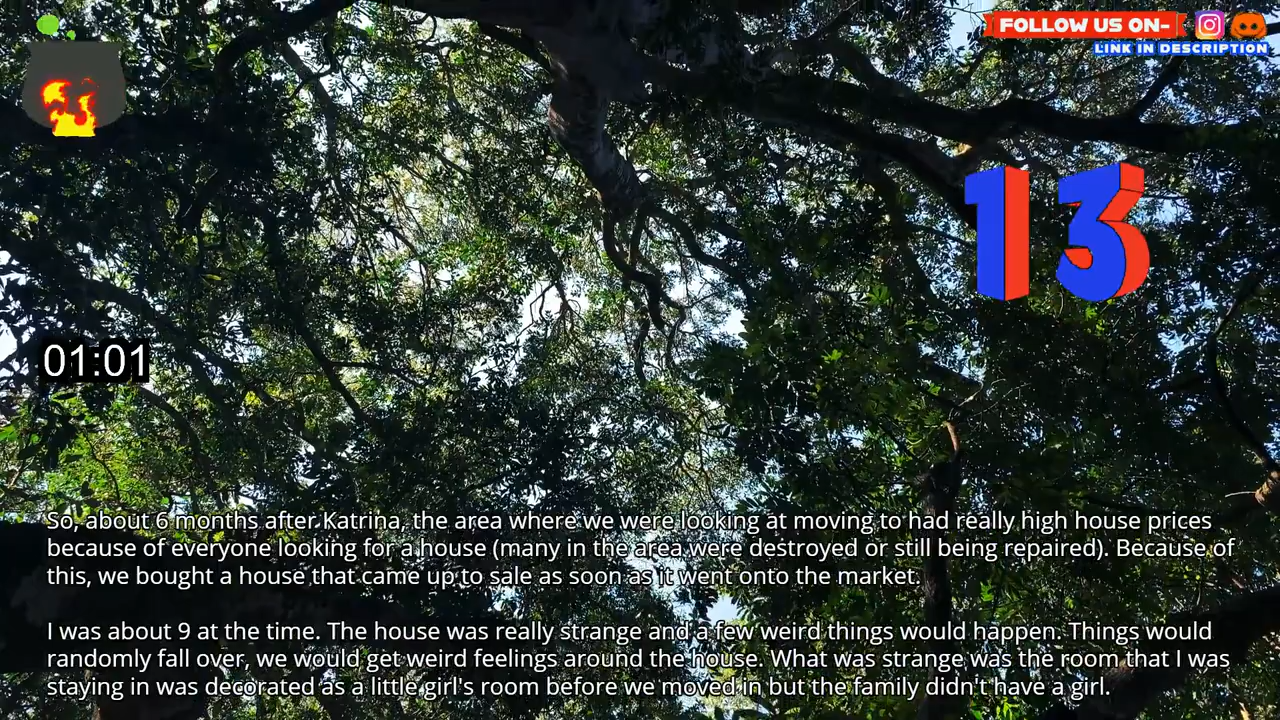 FOLLOW US ON-
LINK IN DESCRIPTION
13
01:01
So, about 6 months after Katrina, the area where we were looking at moving to had really high house prices
because of everyone looking for a house (many in the area were destroyed or still being repaired). Because of
this, we bought a house that came up to sale as soon as it went onto the market.
I was about 9 at the time. The house was really strange and a few weird things would happen. Things would
randomly fall over, we would get weird feelings around the house. What was strange was the room that I was
staying in was decorated as a little girl's room before we moved in but the family didn't have a girl.